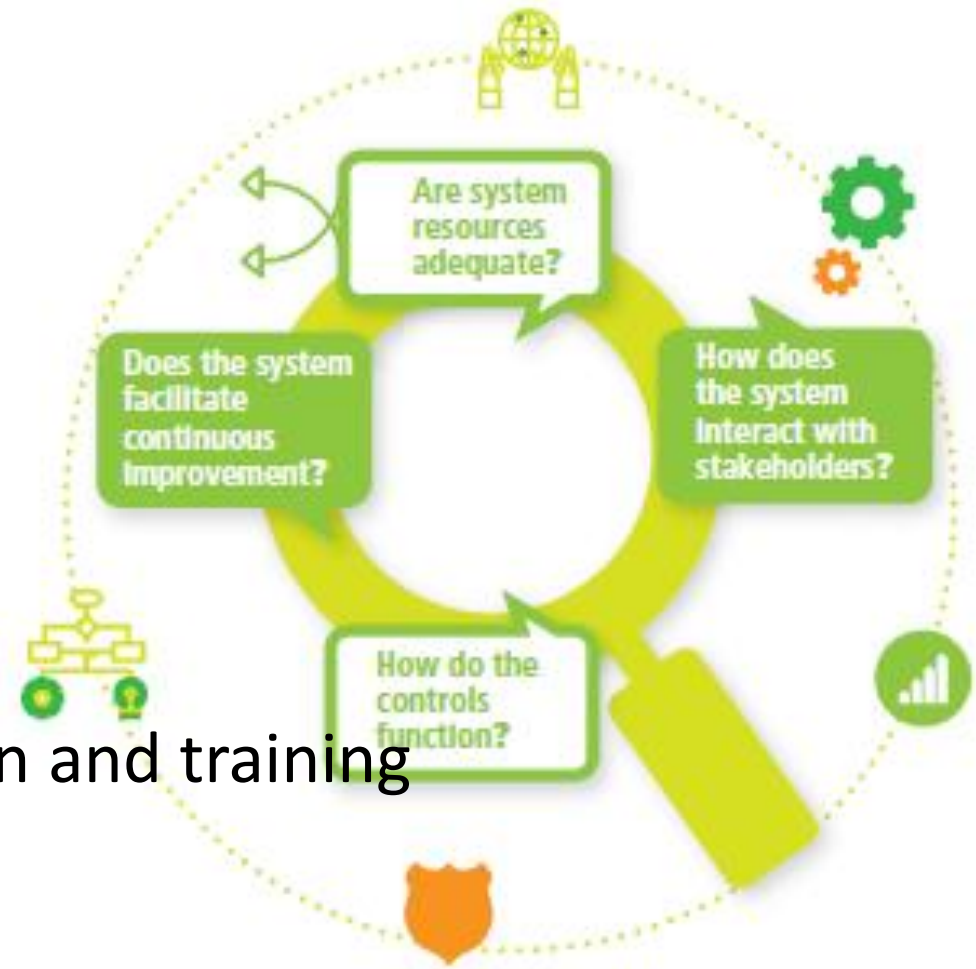 Are system
resources
adequate?
Does the system
facilitate
continuous
improvement?
How does
the system
interact with
stakeholders?
How do the
controls
function?
n and training